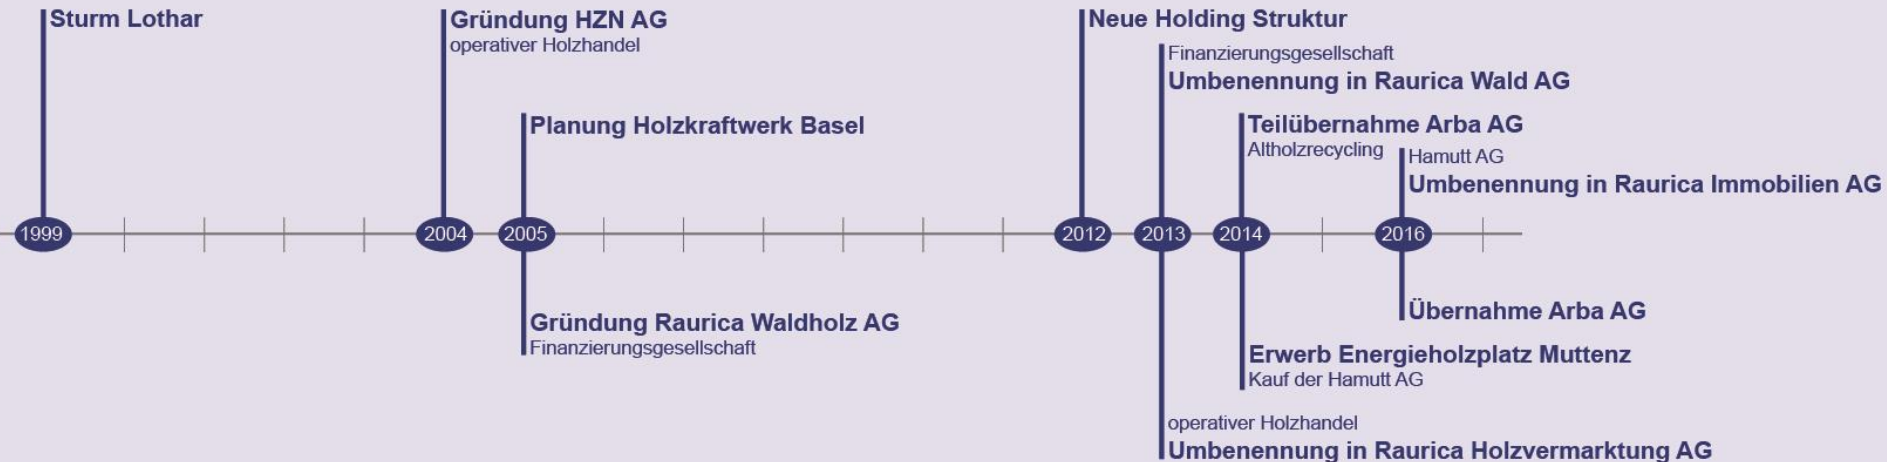 Sturm Lothar
Gründung HZN AG
operativer Holzhandel
Neue Holding Struktur
Finanzierungsgesellschaft
Umbenennung in Raurica Wald AG
Planung Holzkraftwerk Basel
Teilübernahme Arba AG
Altholzrecycling
Hamutt AG
Umbenennung in Raurica Immobilien AG
1999
2004
2005
2012
2013
2014
2016
Gründung Raurica Waldholz AG
Finanzierungsgesellschaft
Übernahme Arba AG
Erwerb Energieholzplatz Muttenz
Kauf der Hamutt AG
operativer Holzhandel
Umbenennung in Raurica Holzvermarktung AG